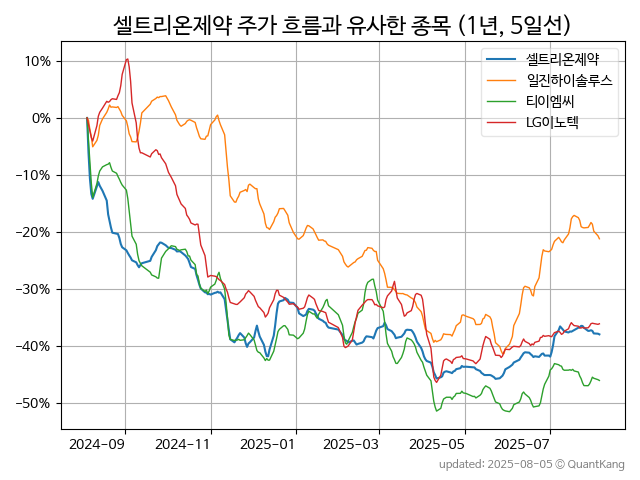 셀트리온제약 주가 흐름과 유사한 종목 (1년, 5일선)
셀트리온제약
일진하이솔루스
티이엠씨
LG이노텍
10%
0%
−10%
−20%
−30%
−40%
−50%
2024−09
2024−11
2025−01
2025−03
2025−05
2025−07
updated: 2025-08-05 © QuantKang